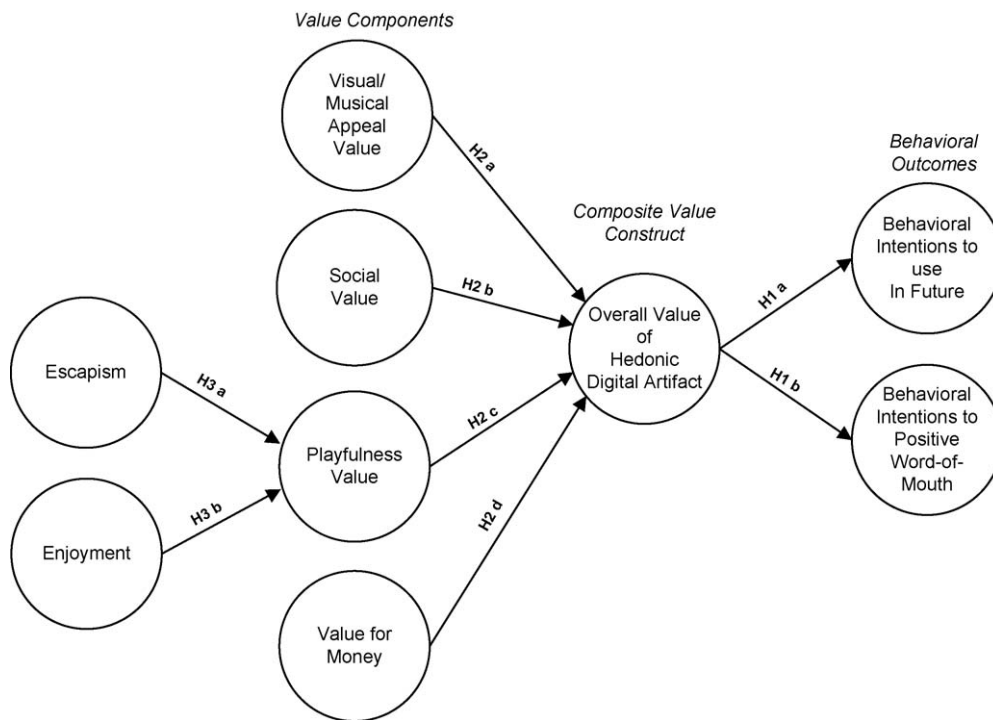 Value Components
Visual/
Musical
Appeal
Value
H2 a
Behavioral
Outcomes
Behavioral
Intentions to
use
In Future
Composite Value
Construct
Social
Value
H2 b
Overall Value
of
Hedonic
Digital Artifact
H1 a
H1 b
Escapism
H3 a
Playfulness
Value
H2 c
Behavioral
Intentions to
Positive
Word-of-
Mouth
Enjoyment
H3 b
H2 d
Value for
Money